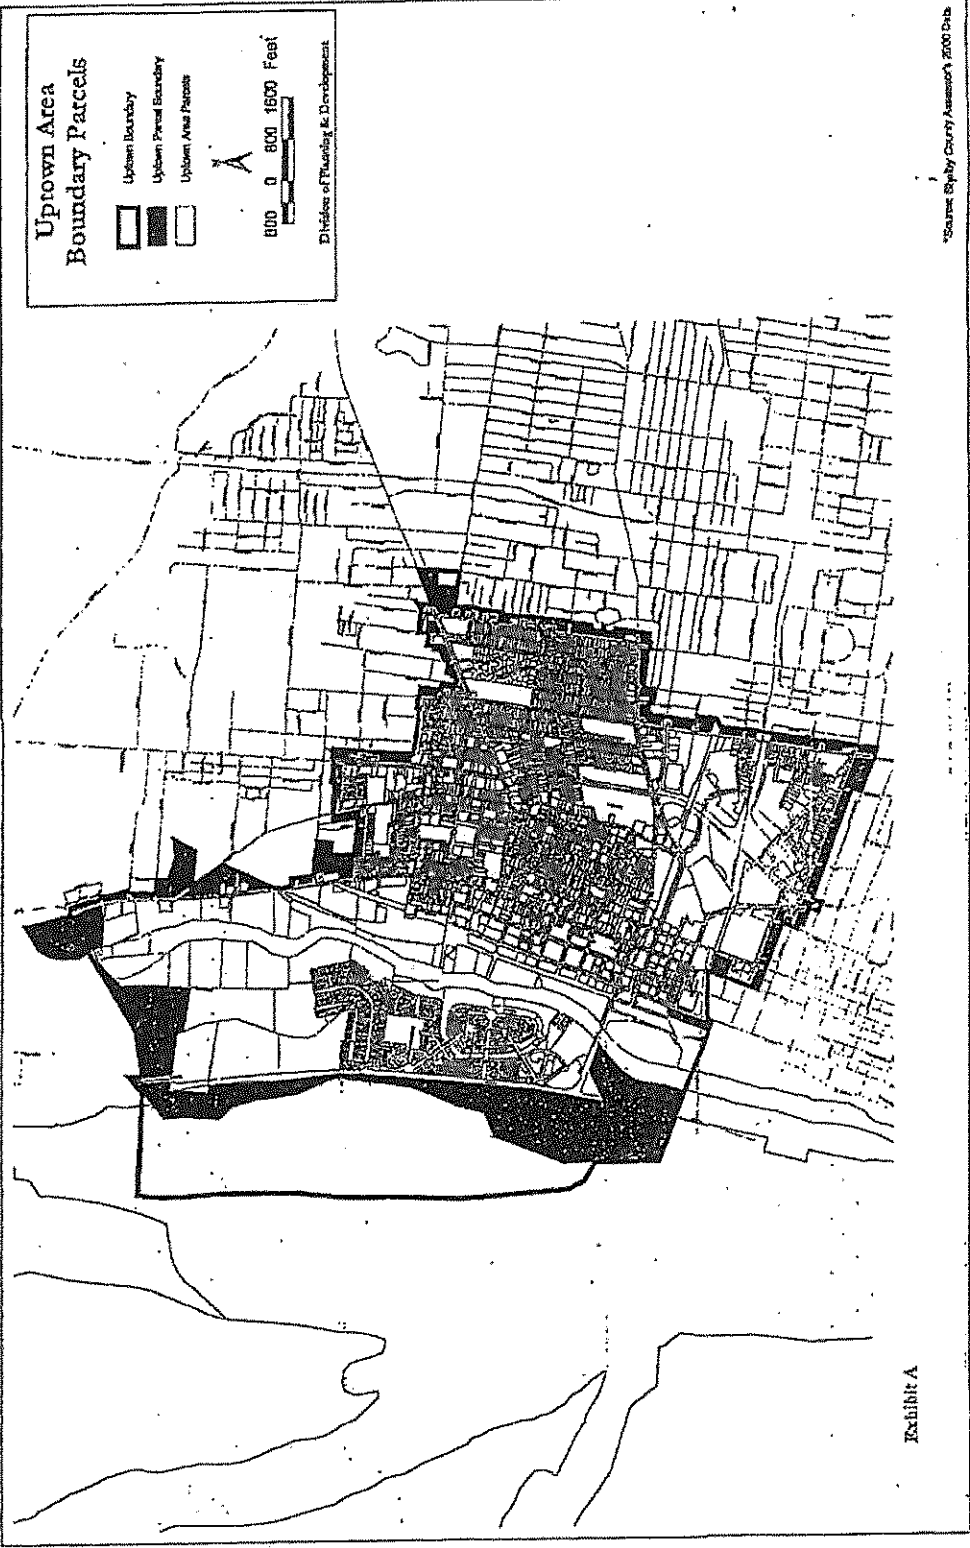 Uptown Area
Boundary Parcels
Uptown Boundary
Uptown Parcel Boundary
Uptown Area Parcels
N
800 0 800 1600 Feet
Division of Planning & Development
Exhibit A
*Source: Shelby County Assessor's 2000 Data